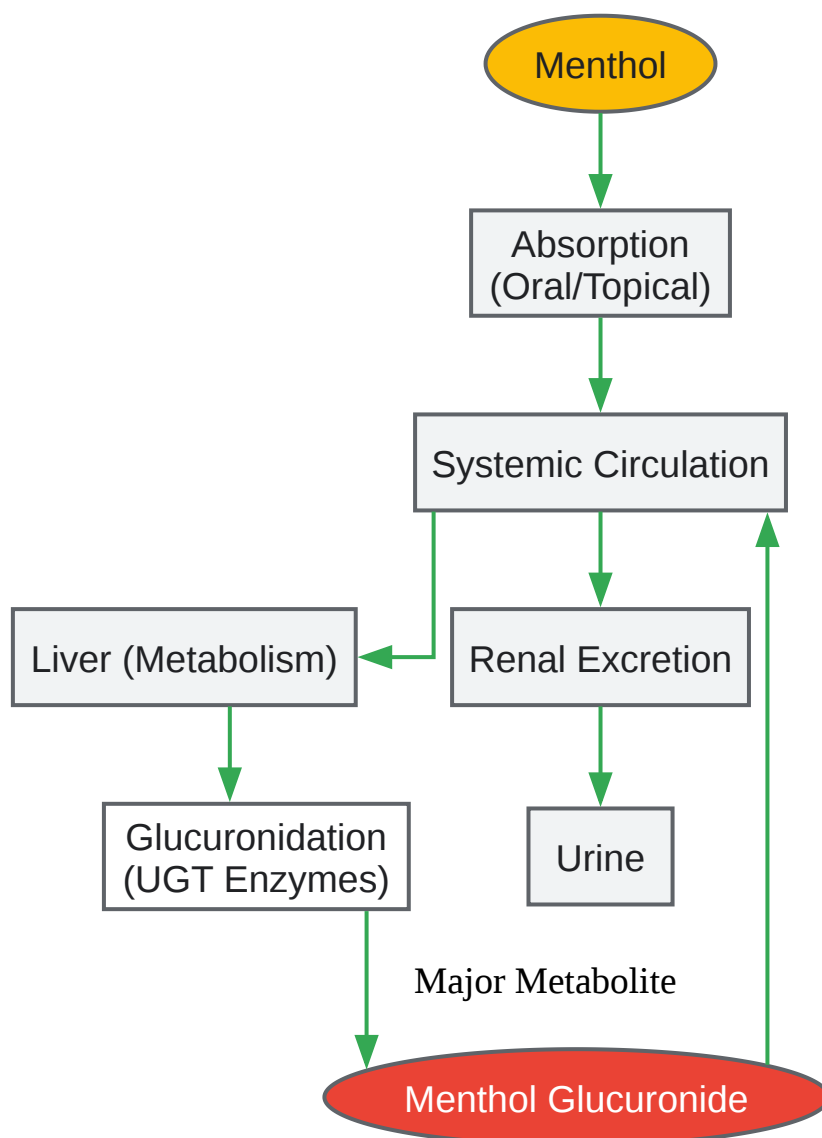 Menthol
Absorption
(Oral/Topical)
Systemic Circulation
Liver (Metabolism)
Renal Excretion
Glucuronidation
(UGT Enzymes)
Urine
Major Metabolite
Menthol Glucuronide